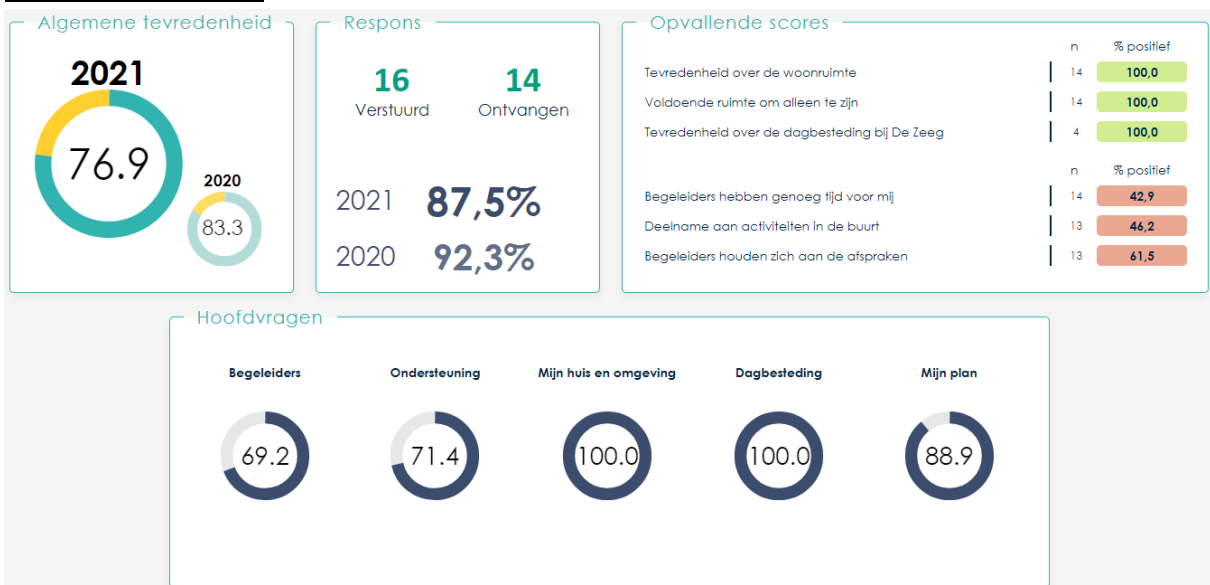 Algemene tevredenheid
2021
76.9
2020
83.3
Respons
16 14
Verstuurd Ontvangen
2021 87,5%
2020 92,3%
Opvallende scores
n % positief
Tevredenheid over de woonruimte 14 100,0
Voldoende ruimte om alleen te zijn 14 100,0
Tevredenheid over de dagbesteding bij De Zeeg 4 100,0
n % positief
Begeleiders hebben genoeg tijd voor mij 14 42,9
Deelname aan activiteiten in de buurt 13 46,2
Begeleiders houden zich aan de afspraken 13 61,5
Hoofdvragen
Begeleiders Ondersteuning Mijn huis en omgeving Dagbesteding Mijn plan
69.2 71.4 100.0 100.0 88.9